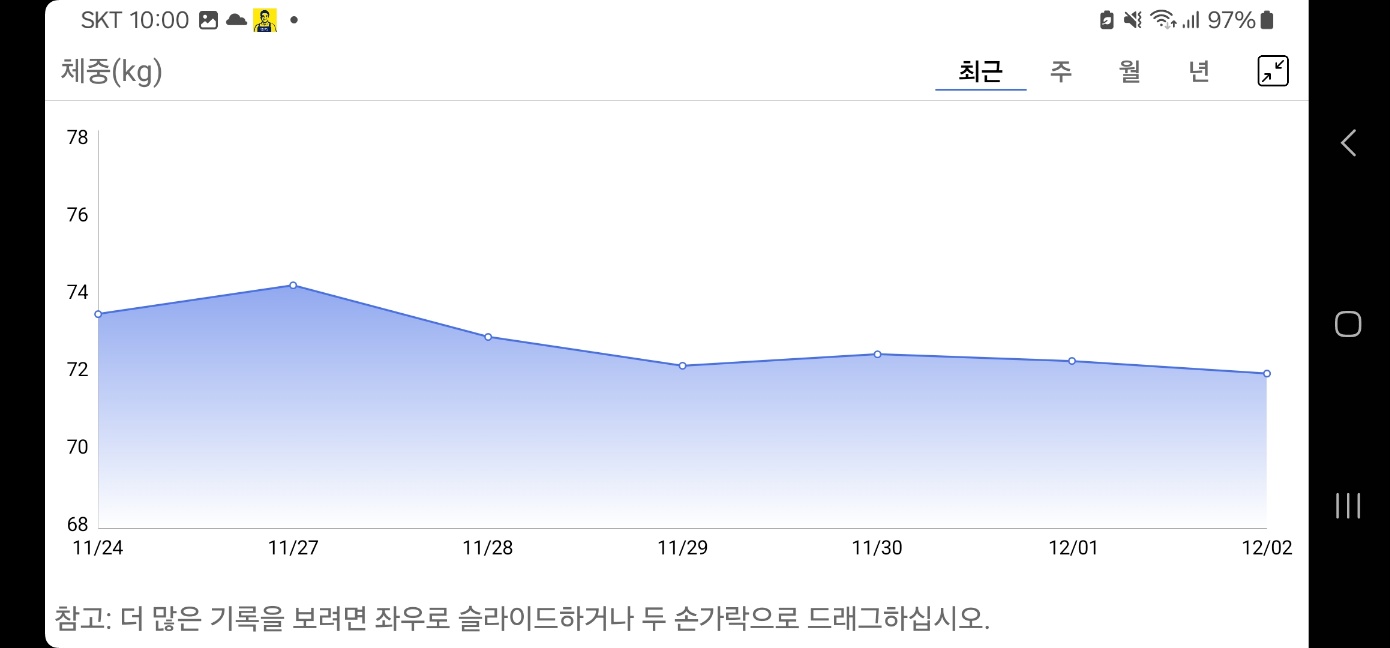 SKT 10:00 97%
체중(kg) 최근 주 월 년
78
76
74
72
70
68
11/24 11/27 11/28 11/29 11/30 12/01 12/02
참고: 더 많은 기록을 보려면 좌우로 슬라이드하거나 두 손가락으로 드래그하십시오.